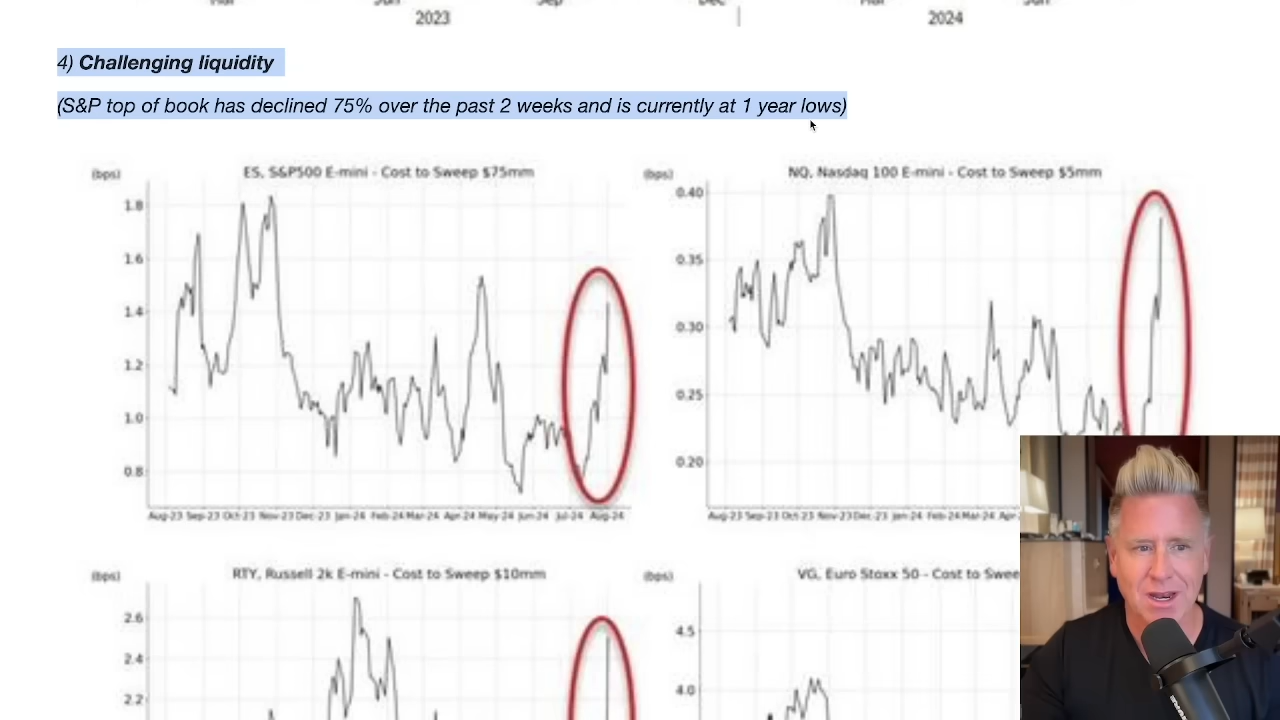 2023
2024
4) Challenging liquidity
(S&P top of book has declined 75% over the past 2 weeks and is currently at 1 year lows)
(bps)
ES, S&P500 E-mini - Cost to Sweep $75mm
1.8
1.6
1.4
1.2
1.0
0.8
Aug-23 Sep-23 Oct-23 Nov-23 Dec-23 Jan-24 Feb-24 Mar-24 Apr-24 May-24 Jun-24 Jul-24 Aug-24
(bps)
NQ, Nasdaq 100 E-mini - Cost to Sweep $5mm
0.40
0.35
0.30
0.25
0.20
Aug-23 Sep-23 Oct-23 Nov-23 Dec-23 Jan-24 Feb-24 Mar-24
(bps)
RTY, Russell 2k E-mini - Cost to Sweep $10mm
2.6
2.4
2.2
(bps)
VG, Euro Stoxx 50 - Cost to
4.5
4.0